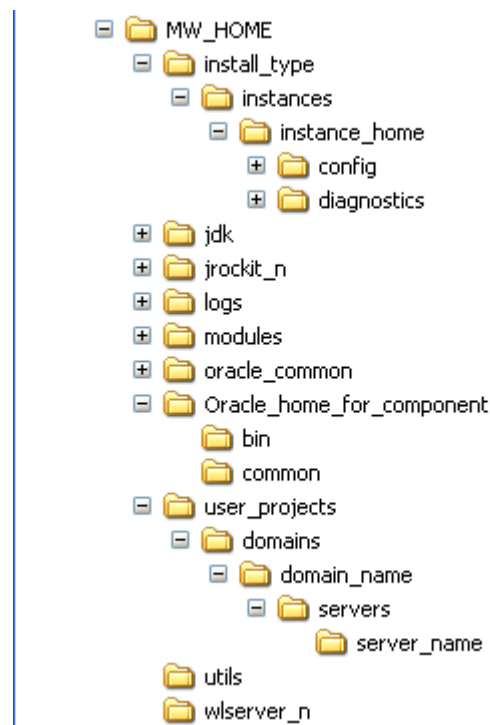 MW_HOME
install_type
instances
instance_home
config
diagnostics
jdk
jrockit_n
logs
modules
oracle_common
Oracle_home_for_component
bin
common
user_projects
domains
domain_name
servers
server_name
utils
wlserver_n